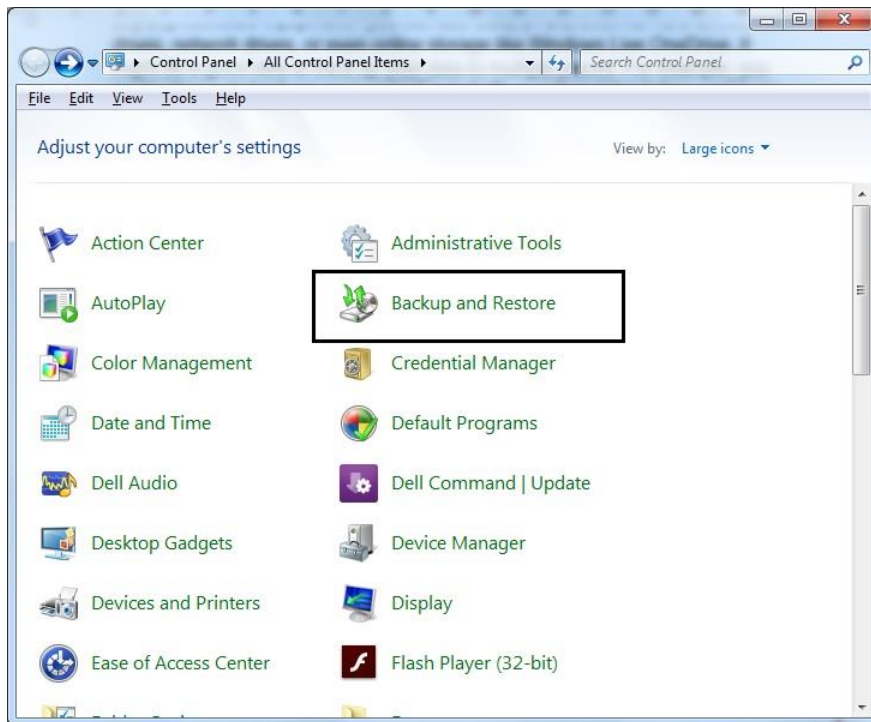 Control Panel All Control Panel Items Search Control Panel
File Edit View Tools Help
Adjust your computer's settings View by: Large icons
Action Center Administrative Tools
AutoPlay Backup and Restore
Color Management Credential Manager
Date and Time Default Programs
Dell Audio Dell Command | Update
Desktop Gadgets Device Manager
Devices and Printers Display
Ease of Access Center Flash Player (32-bit)